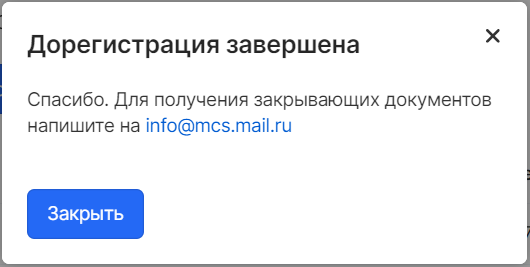 Дорегистрация завершена
Спасибо. Для получения закрывающих документов
напишите на info@mcs.mail.ru
Закрыть